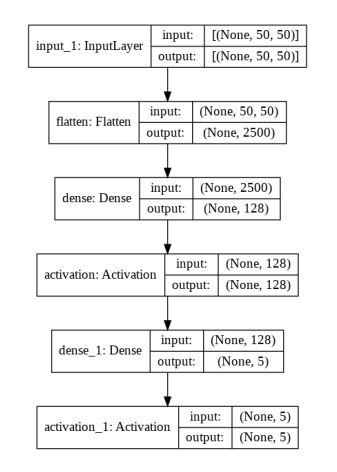 input_1: InputLayer
input: [(None, 50, 50)]
output: [(None, 50, 50)]
flatten: Flatten
input: (None, 50, 50)
output: (None, 2500)
dense: Dense
input: (None, 2500)
output: (None, 128)
activation: Activation
input: (None, 128)
output: (None, 128)
dense_1: Dense
input: (None, 128)
output: (None, 5)
activation_1: Activation
input: (None, 5)
output: (None, 5)